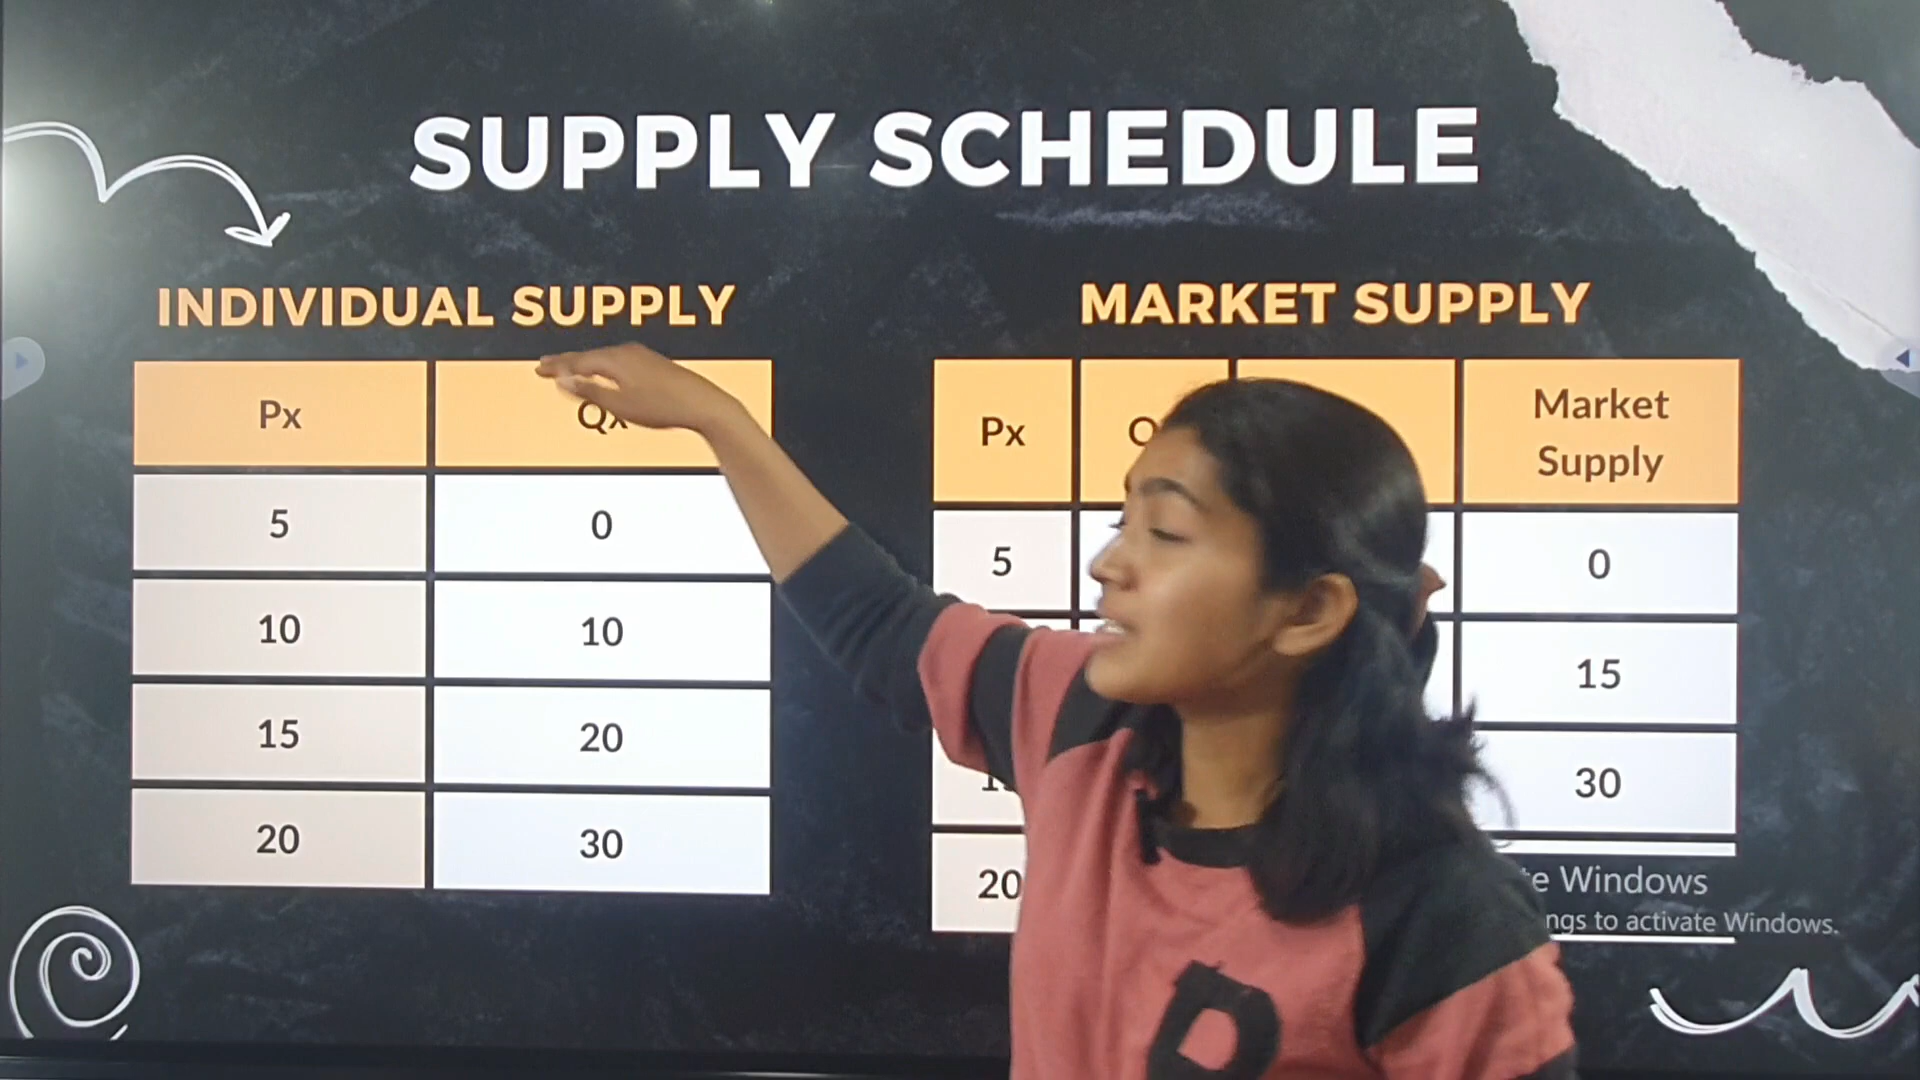 SUPPLY SCHEDULE
INDIVIDUAL SUPPLY
Px Qx
5 0
10 10
15 20
20 30
MARKET SUPPLY
Px Market Supply
5 0
15
30
20
Windows
to activate Windows.